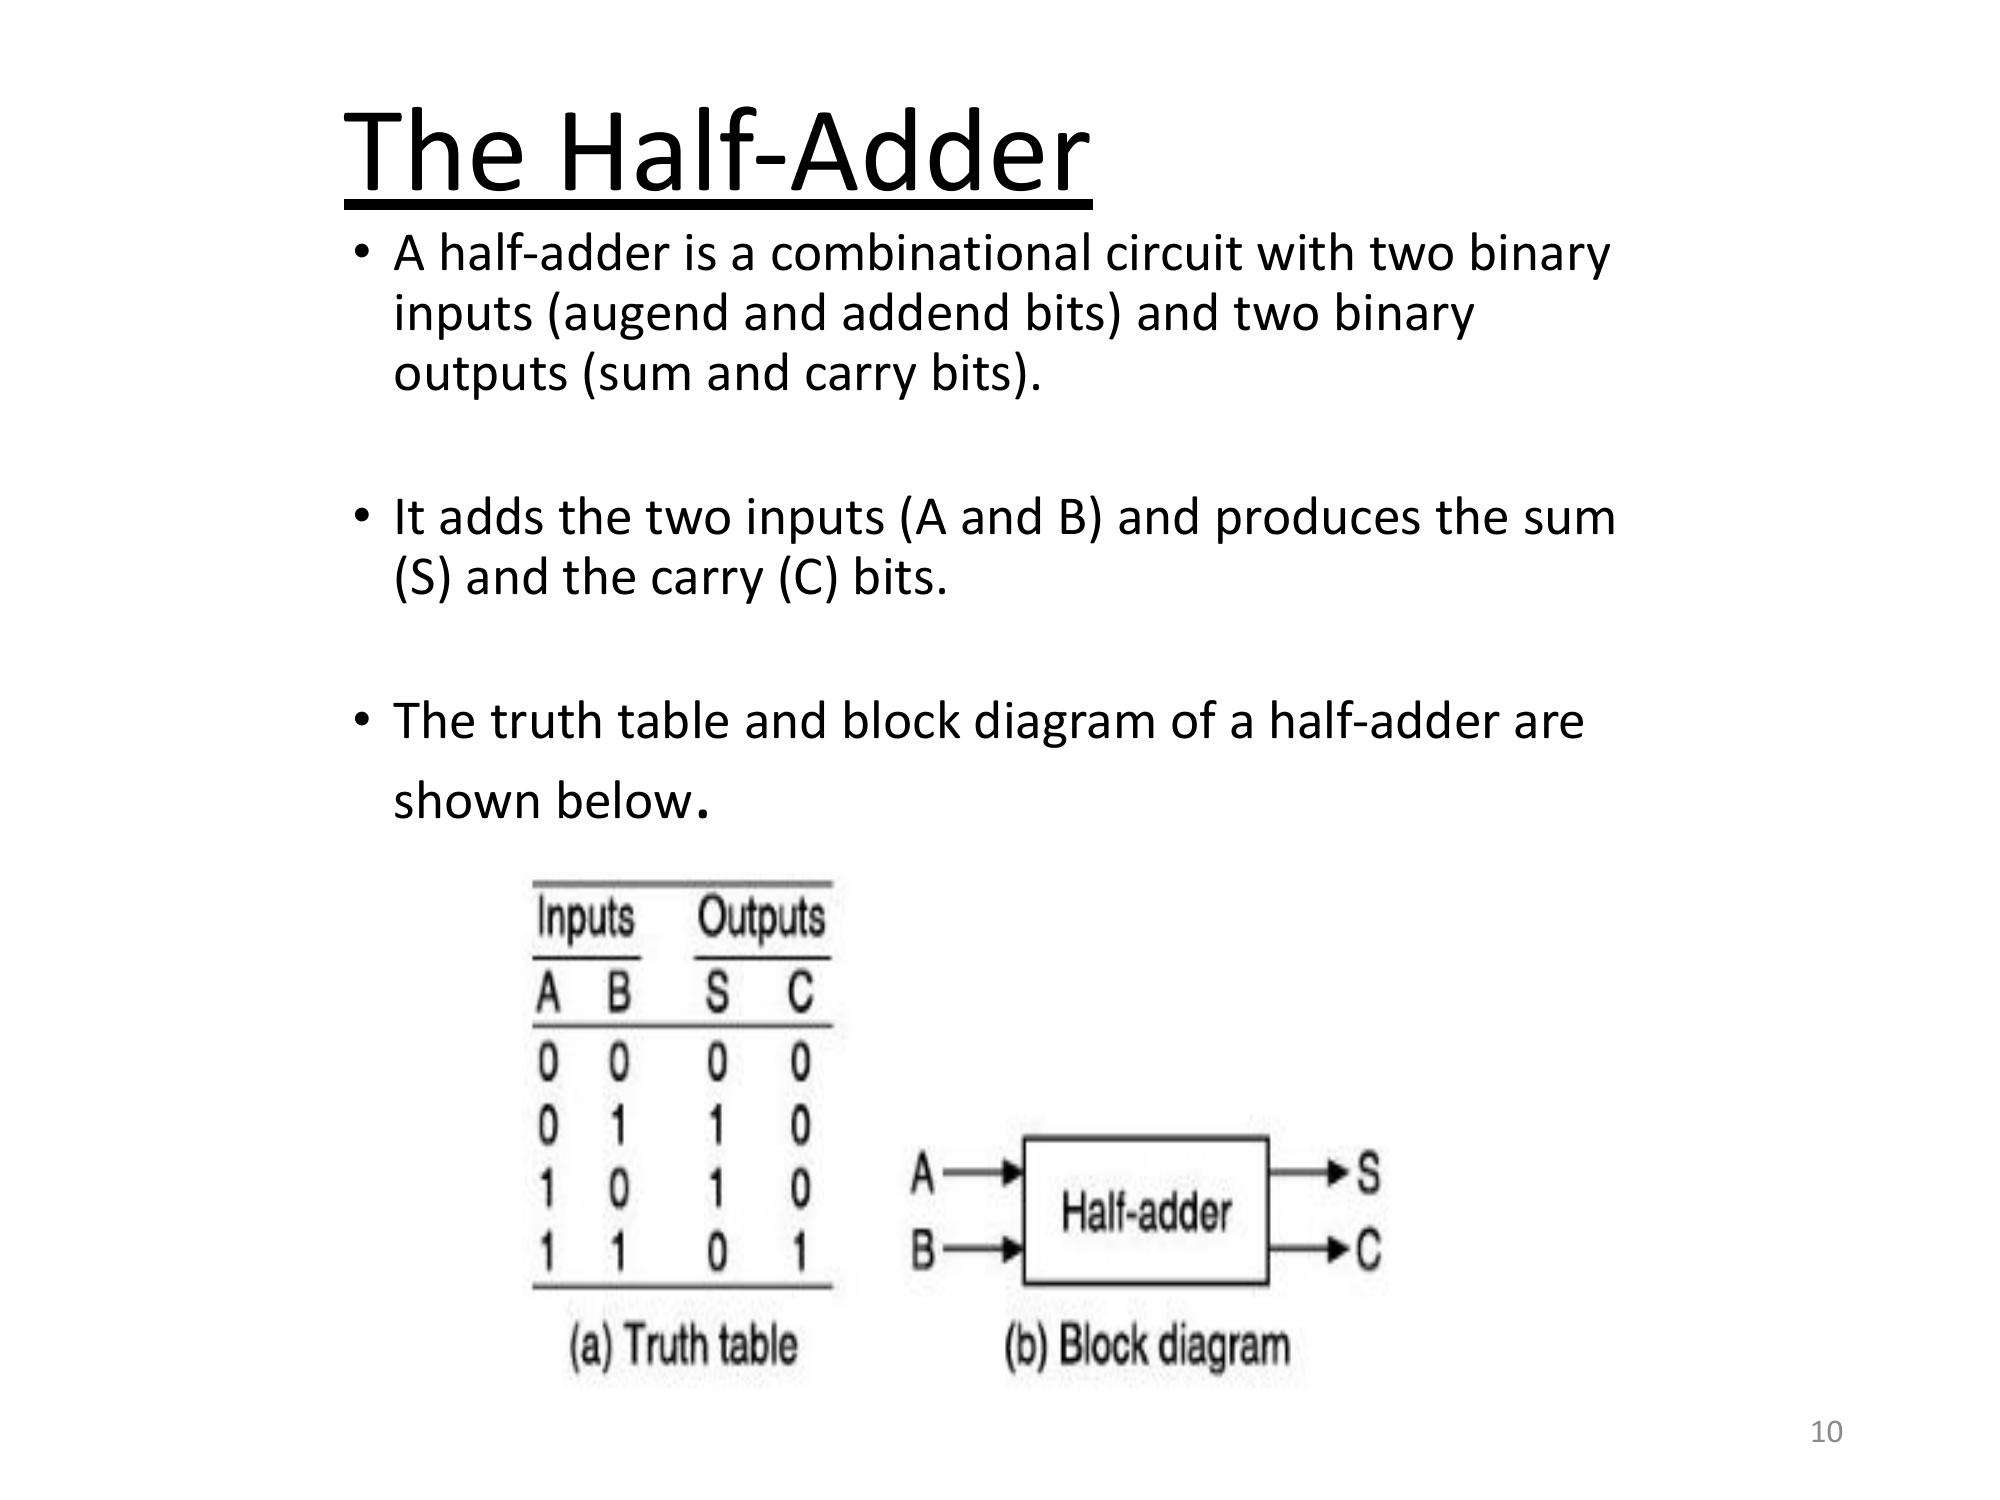 The Half-Adder
• A half-adder is a combinational circuit with two binary
inputs (augend and addend bits) and two binary
outputs (sum and carry bits).
• It adds the two inputs (A and B) and produces the sum
(S) and the carry (C) bits.
• The truth table and block diagram of a half-adder are
shown below.
Inputs Outputs
A B S C
0 0 0 0
0 1 1 0
1 0 1 0
1 1 0 1
(a) Truth table
A S
Half-adder
B C
(b) Block diagram
10